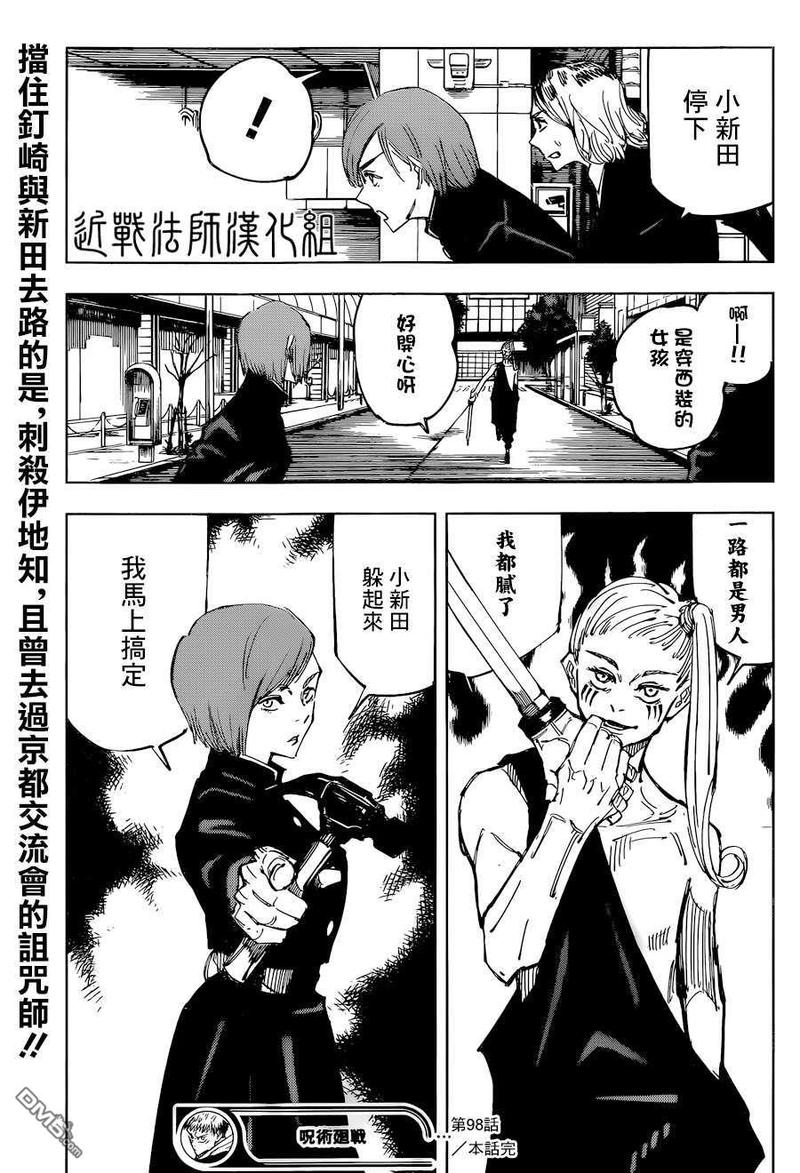 小新田
停下
！
近戰法師漢化組
啊—!!
是穿西裝的
女孩
好開心呀
一路都是男人
我都膩了
小新田
躲起來
我馬上搞定
擋住釘崎與新田去路的是，刺殺伊地知，且曾去過京都交流會的詛咒師!!
呪術廻戦
第98話
／本話完
DM5.com